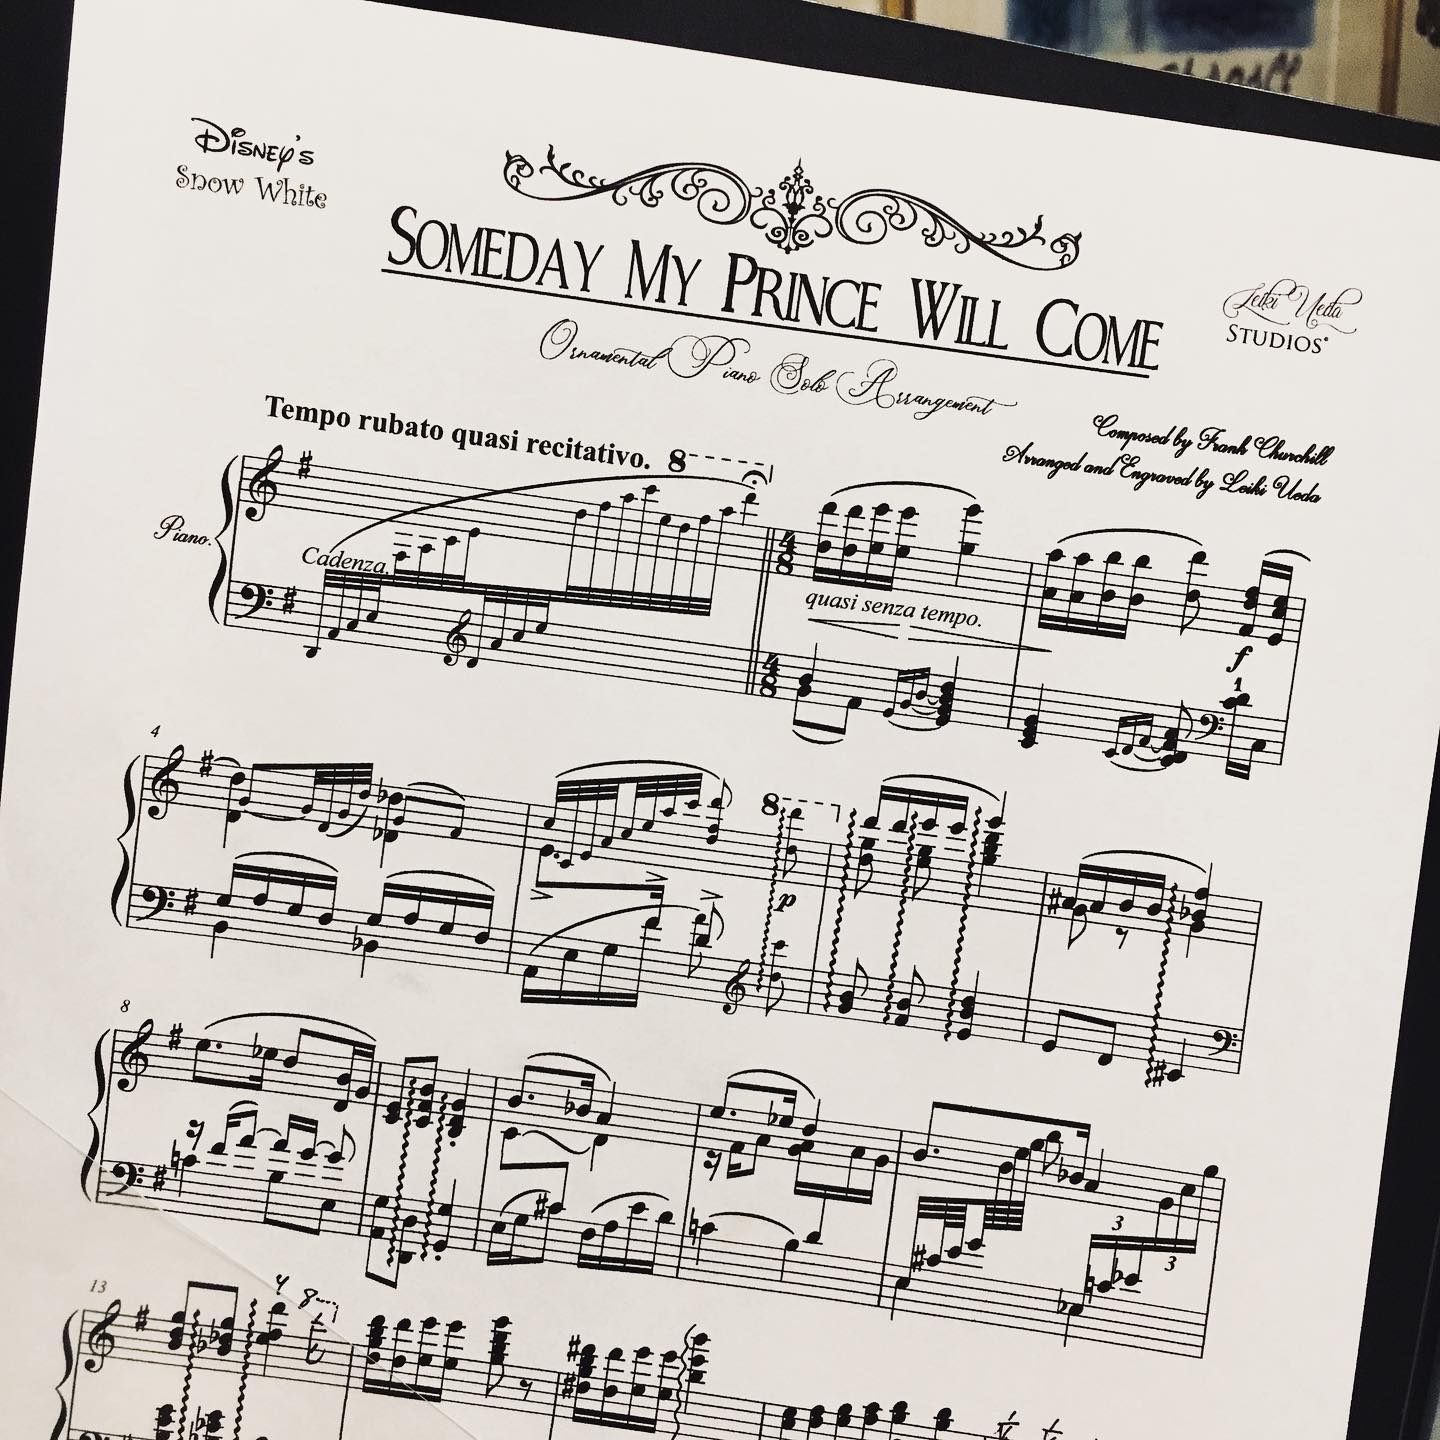 Disney's
Snow White
SOMEDAY MY PRINCE WILL COME
Leiki Ueda
STUDIOS
Ornamental Piano Solo Arrangement
Composed by Frank Churchill
Arranged and Engraved by Leiki Ueda
Tempo rubato quasi recitativo.
8
Piano.
Cadenza.
4
8
4
8
quasi senza tempo.
f
1
4
8
p
8
3
3
13
4 8